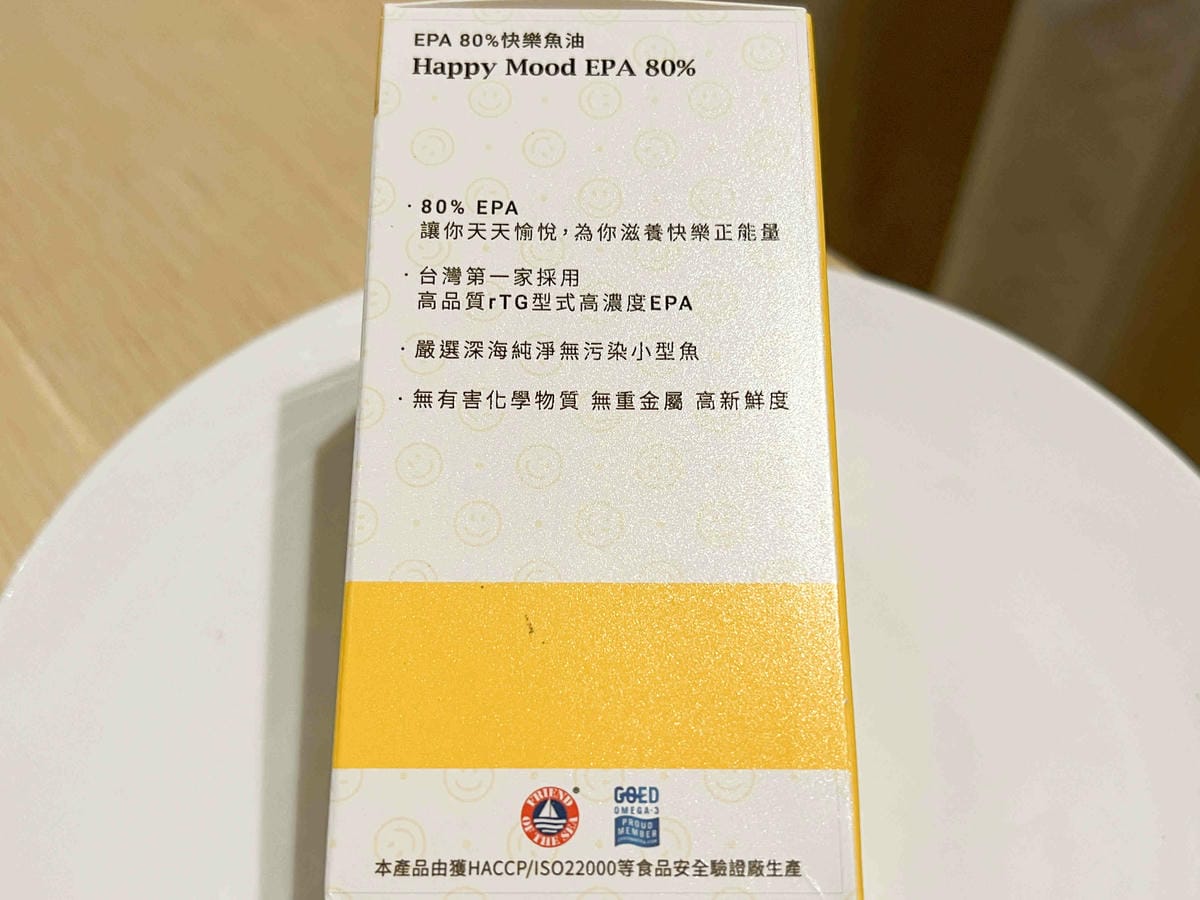 EPA 80%快樂魚油
Happy Mood EPA 80%
· 80% EPA
讓你天天愉悅，為你滋養快樂正能量
· 台灣第一家採用
高品質rTG型式高濃度EPA
· 嚴選深海純淨無污染小型魚
· 無有害化學物質 無重金屬 高新鮮度
FRIEND OF THE SEA
®
GOED
OMEGA-3
PROUD
MEMBER
本產品由獲HACCP/ISO22000等食品安全驗證廠生產